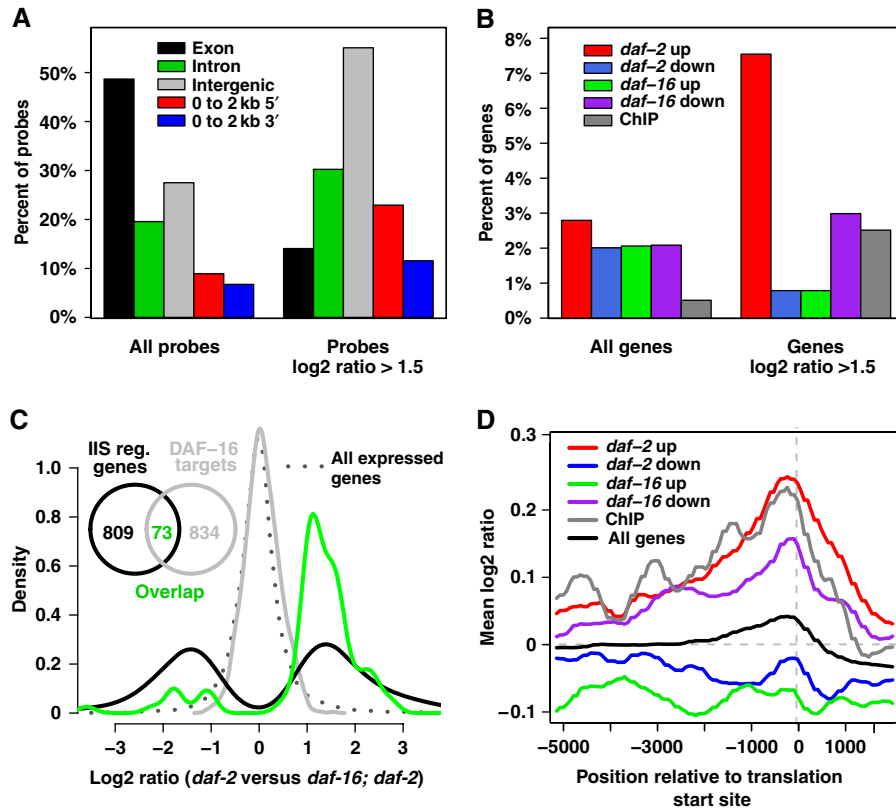 A
Percent of probes
50%
40%
30%
20%
10%
0%
Exon
Intron
Intergenic
0 to 2 kb 5′
0 to 2 kb 3′
All probes
Probes
log2 ratio > 1.5
B
Percent of genes
8%
7%
6%
5%
4%
3%
2%
1%
0%
daf−2 up
daf−2 down
daf−16 up
daf−16 down
ChIP
All genes
Genes
log2 ratio >1.5
C
IIS reg.
genes
DAF−16
targets
809
73
834
Overlap
All expressed
genes
Density
1.0
0.8
0.6
0.4
0.2
0
−3
−2
−1
0
1
2
3
Log2 ratio (daf−2 versus daf−16; daf−2)
D
Mean log2 ratio
0.3
0.2
0.1
0
−0.1
daf−2 up
daf−2 down
daf−16 up
daf−16 down
ChIP
All genes
−5000
−3000
−1000
0
1000
Position relative to translation
start site